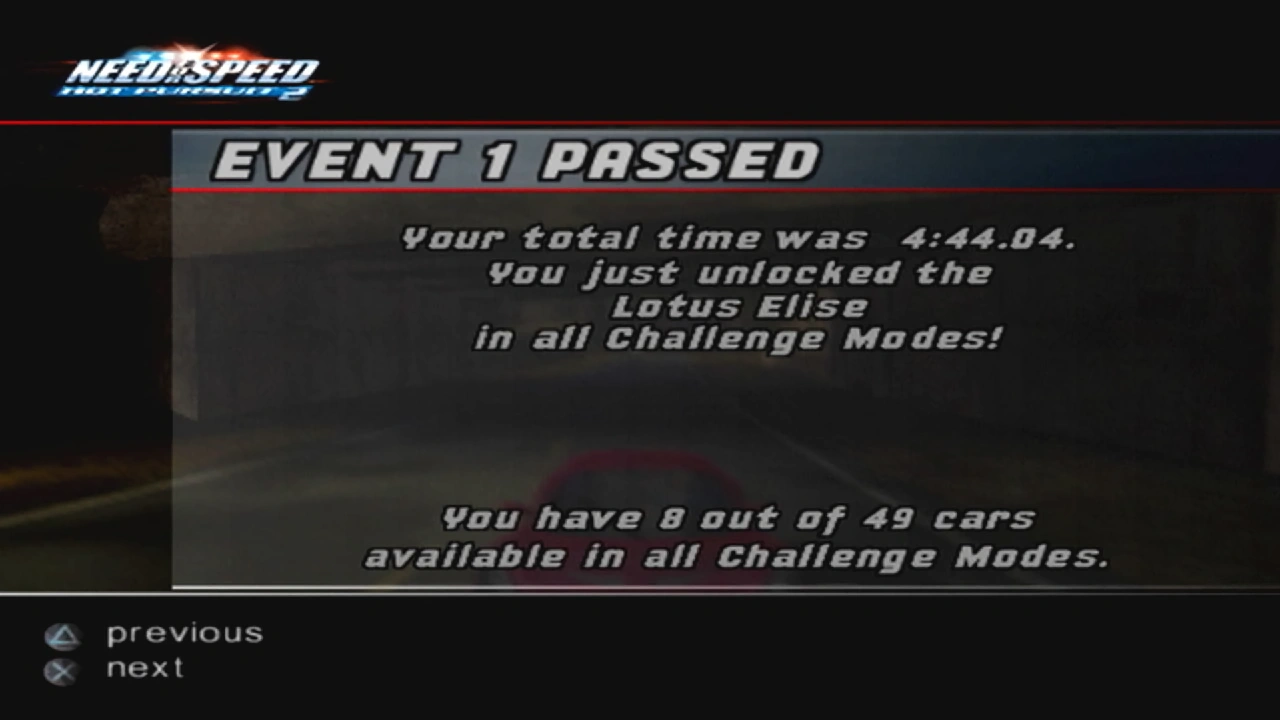 NEED FOR SPEED
HOT PURSUIT 2
EVENT 1 PASSED
Your total time was 4:44.04.
You just unlocked the
Lotus Elise
in all Challenge Modes!
You have 8 out of 49 cars
available in all Challenge Modes.
previous
next